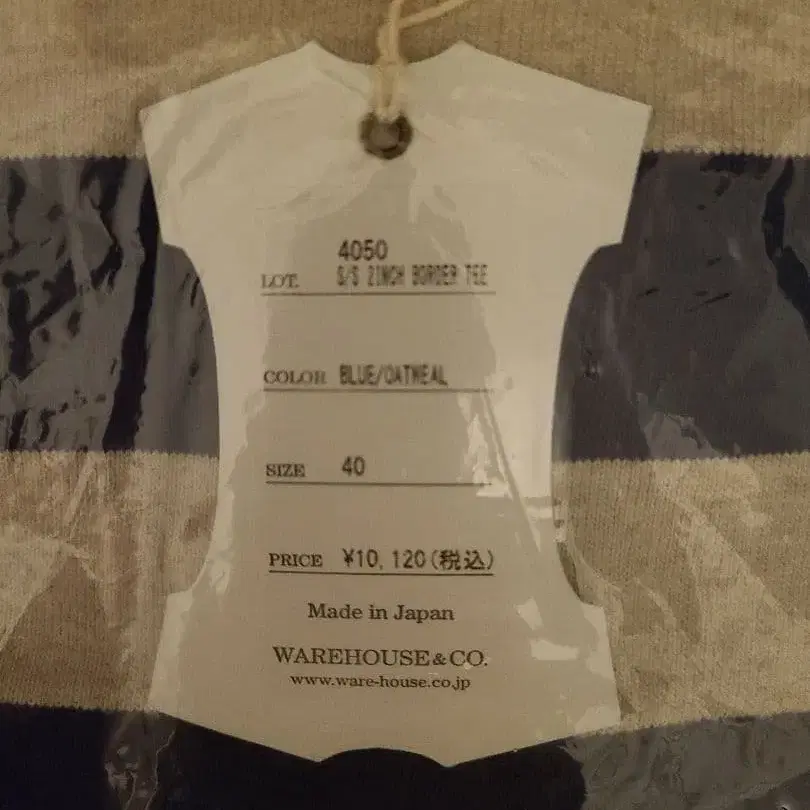 4050
LOT. S/S 2INCH BORDER TEE
COLOR BLUE/OATMEAL
SIZE 40
PRICE ¥10,120(税込)
Made in Japan
WAREHOUSE&CO.
www.ware-house.co.jp